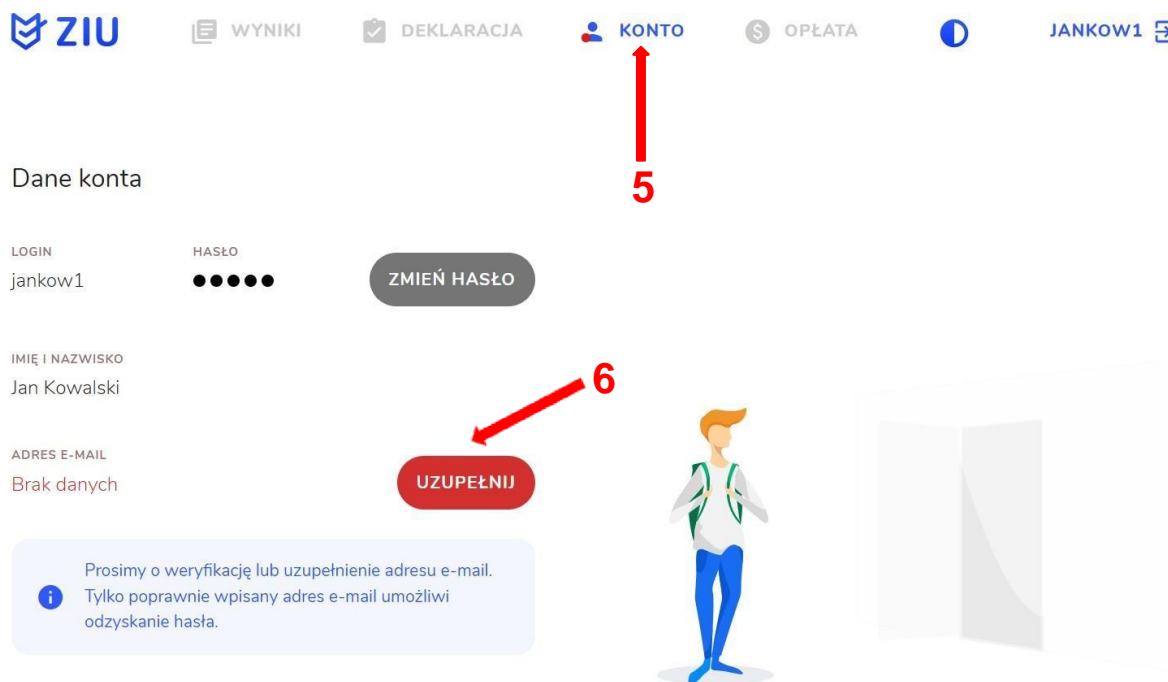 ZIU WYNIKI DEKLARACJA KONTO OPŁATA JANKOW1
5
Dane konta
LOGIN HASŁO
jankow1 ●●●●● ZMIEŃ HASŁO
IMIĘ I NAZWISKO
Jan Kowalski
6
ADRES E-MAIL
Brak danych UZUPEŁNIJ
Prosimy o weryfikację lub uzupełnienie adresu e-mail.
Tylko poprawnie wpisany adres e-mail umożliwi
odzyskanie hasła.